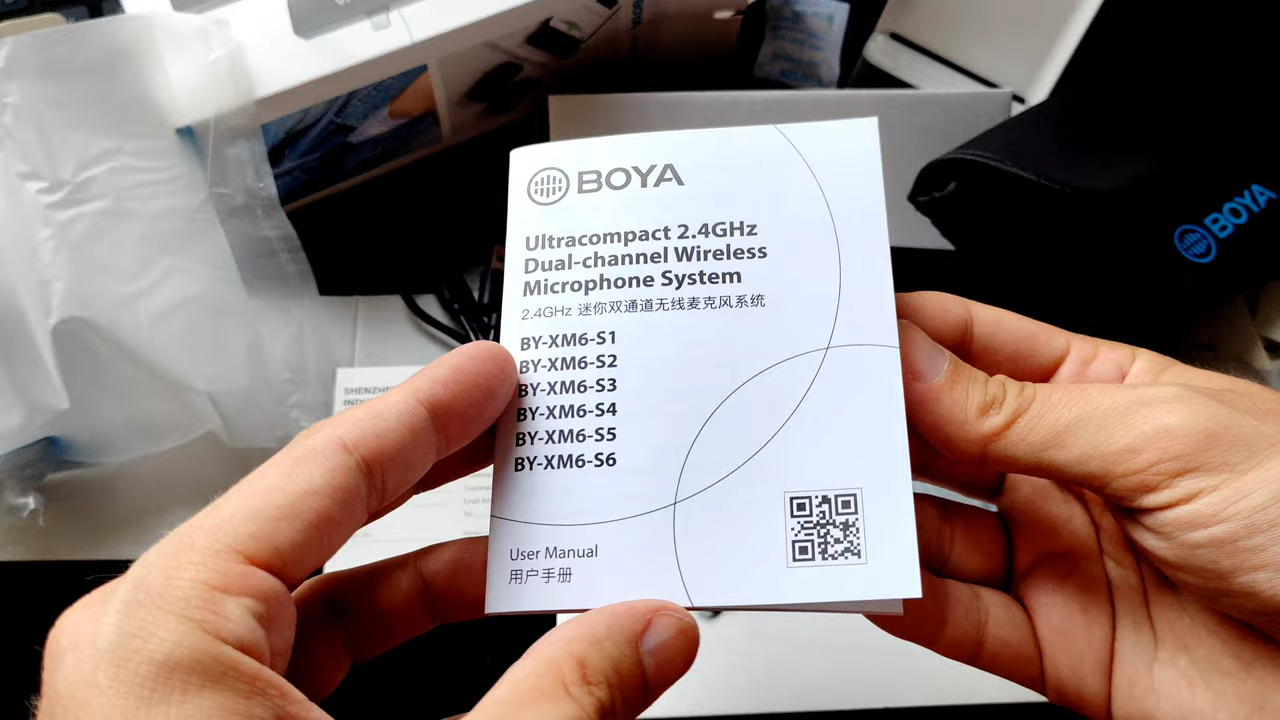 BOYA
Ultracompact 2.4GHz
Dual-channel Wireless
Microphone System
2.4GHz 迷你双通道无线麦克风系统
BY-XM6-S1
BY-XM6-S2
BY-XM6-S3
BY-XM6-S4
BY-XM6-S5
BY-XM6-S6
User Manual
用户手册
BOYA